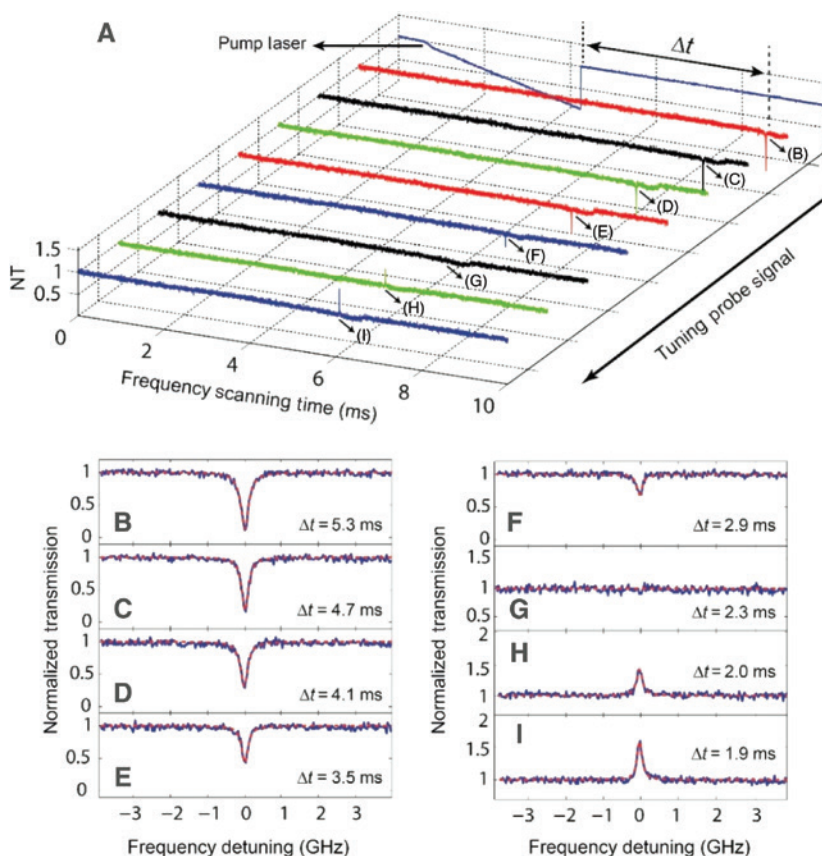 A
Pump laser
Δt
(B)
(C)
(D)
(E)
(F)
(G)
(H)
(I)
Tuning probe signal
NT
1.5
1
0.5
0
2
4
6
8
10
Frequency scanning time (ms)
Normalized transmission
1
0.5
0
B
Δt = 5.3 ms
1
0.5
0
C
Δt = 4.7 ms
1
0.5
0
D
Δt = 4.1 ms
1
0.5
0
E
Δt = 3.5 ms
−3 −2 −1 0 1 2 3
Frequency detuning (GHz)
Normalized transmission
1
0.5
0
F
Δt = 2.9 ms
1.5
1
0.5
G
Δt = 2.3 ms
2
1.5
1
H
Δt = 2.0 ms
2
1.5
1
I
Δt = 1.9 ms
−3 −2 −1 0 1 2 3
Frequency detuning (GHz)